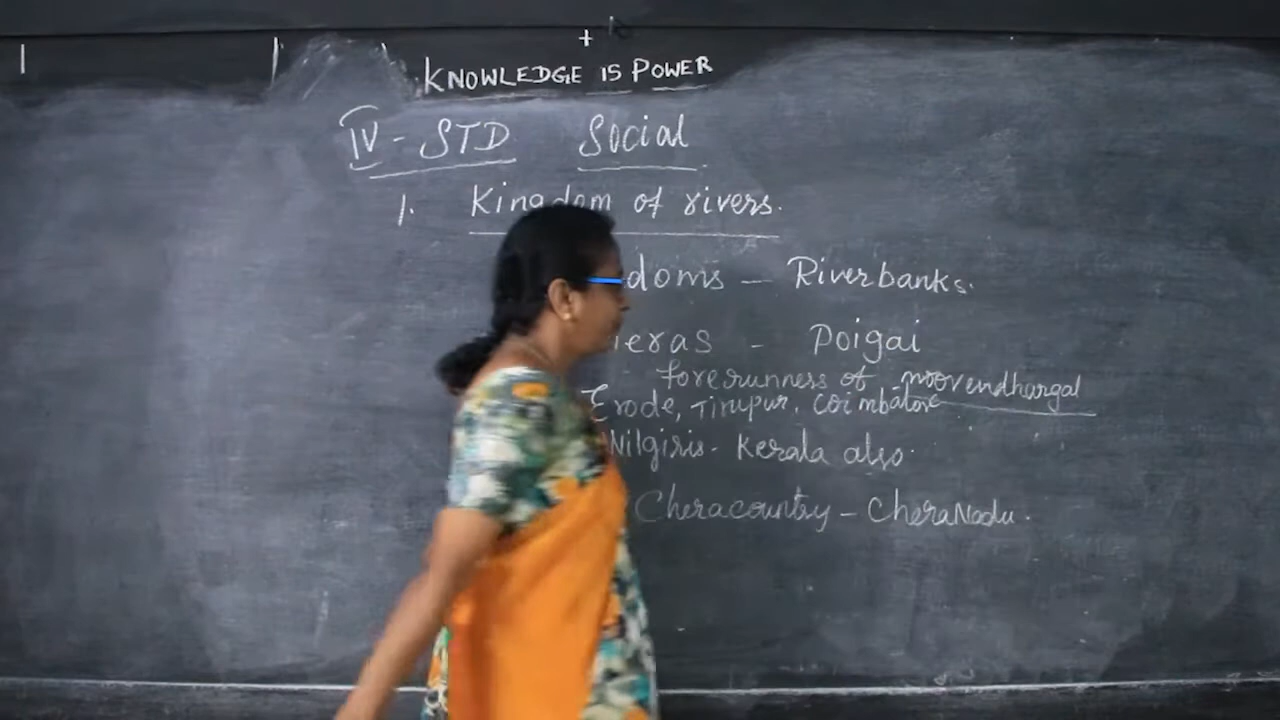 KNOWLEDGE IS POWER
IV - STD Social
1. Kingdom of rivers.
doms - Riverbanks.
eras - Poigai
forerunness of moovendhargal
Erode, Tirupur, Coimbatore
Nilgiris - Kerala also.
Cheracountry - CheraNadu.